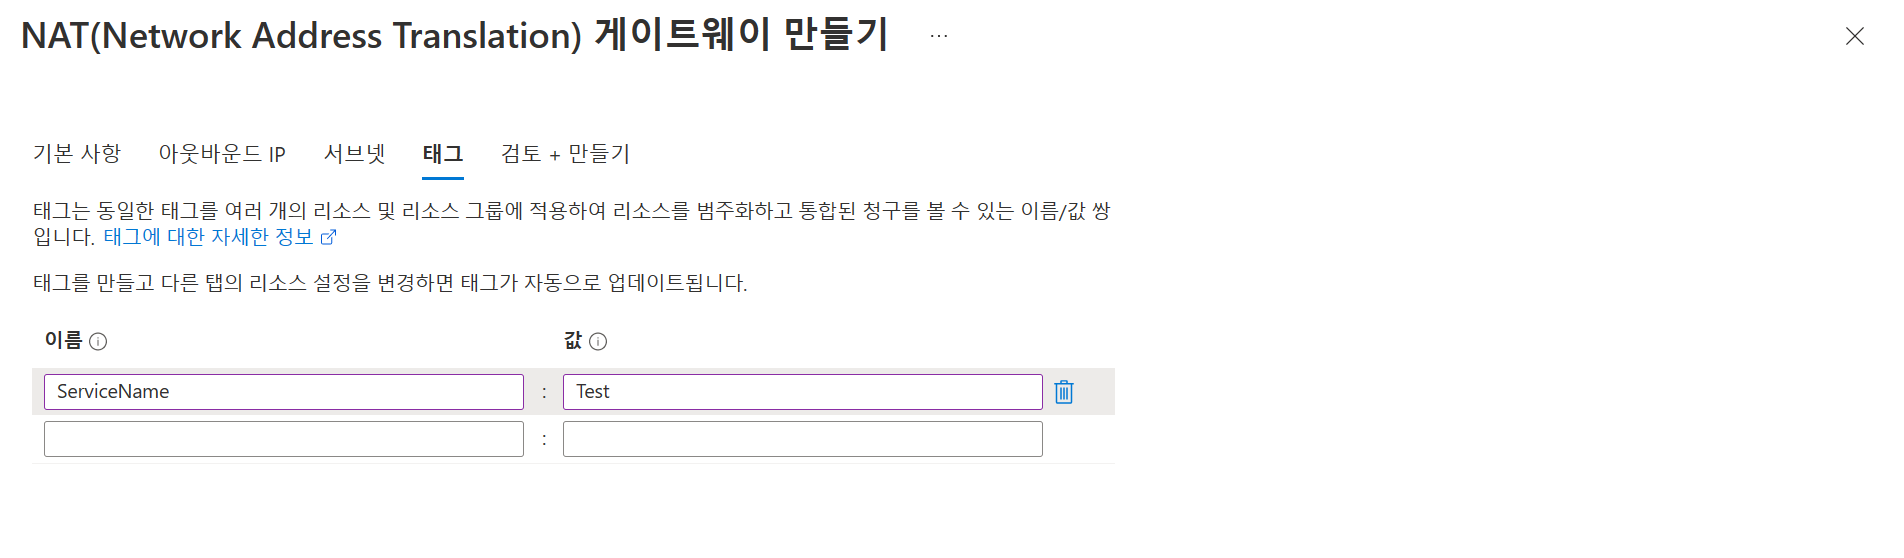 NAT(Network Address Translation) 게이트웨이 만들기 ...
기본 사항 아웃바운드 IP 서브넷 태그 검토 + 만들기
태그는 동일한 태그를 여러 개의 리소스 및 리소스 그룹에 적용하여 리소스를 범주화하고 통합된 청구를 볼 수 있는 이름/값 쌍
입니다. 태그에 대한 자세한 정보
태그를 만들고 다른 탭의 리소스 설정을 변경하면 태그가 자동으로 업데이트됩니다.
이름 값
ServiceName : Test
: